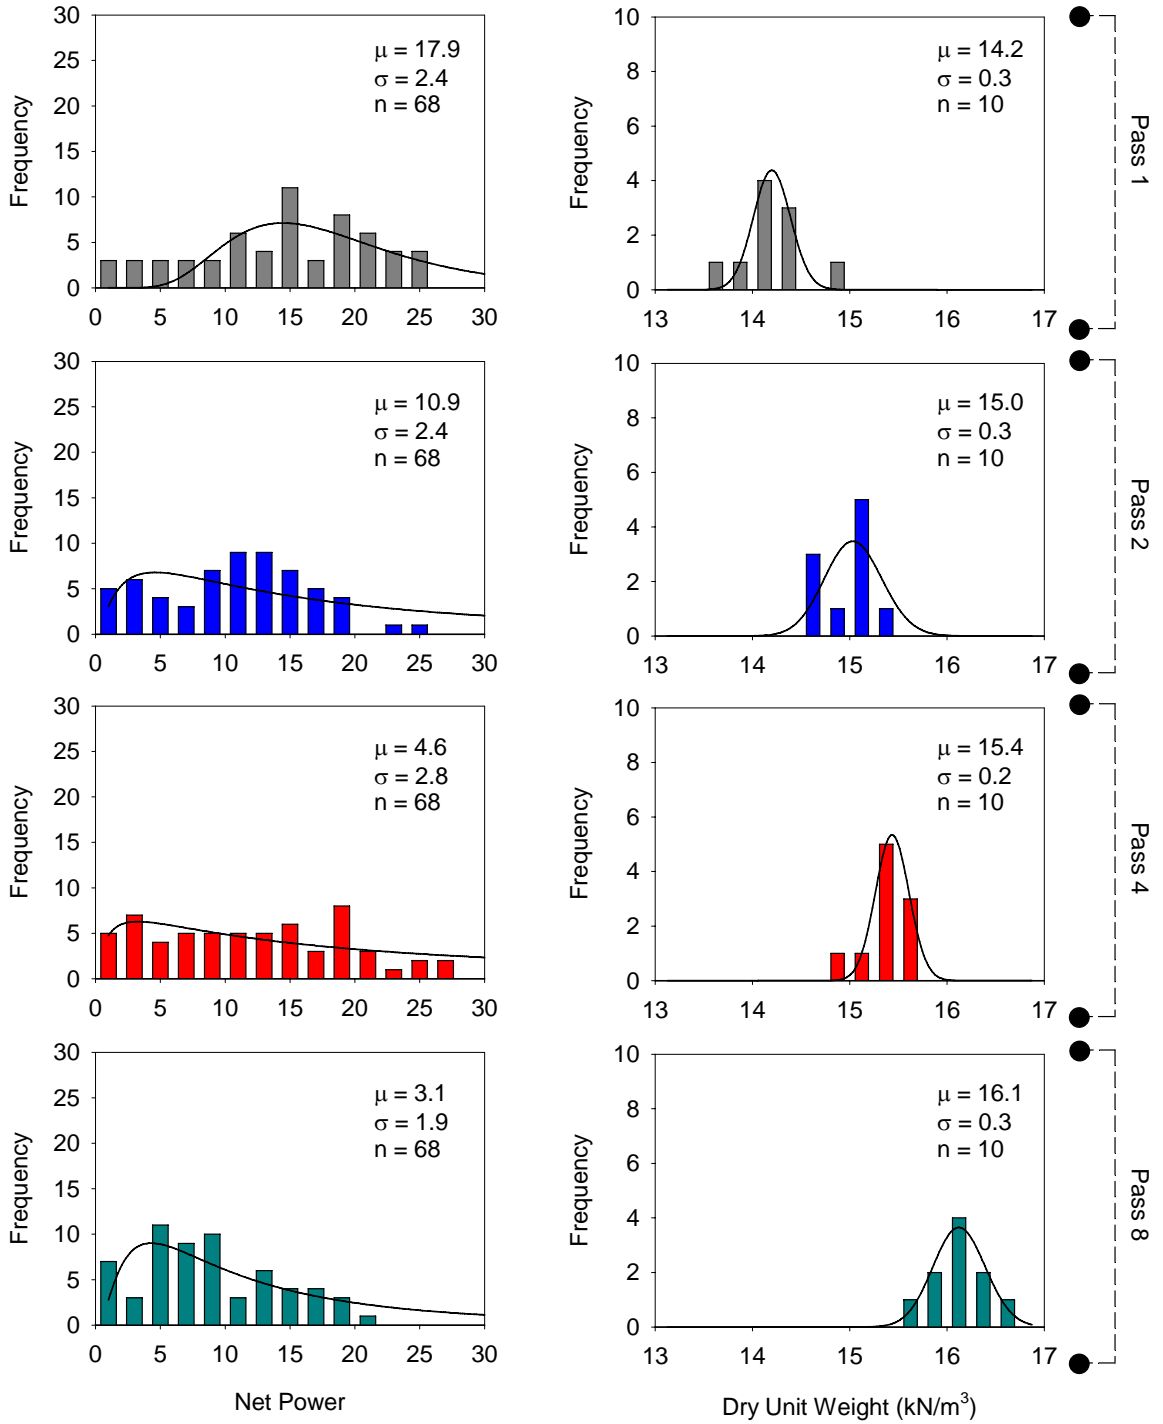 30
25
20
15
10
5
0
Frequency
μ = 17.9
σ = 2.4
n = 68
0 5 10 15 20 25 30
10
8
6
4
2
0
Frequency
μ = 14.2
σ = 0.3
n = 10
13 14 15 16 17
Pass 1
30
25
20
15
10
5
0
Frequency
μ = 10.9
σ = 2.4
n = 68
0 5 10 15 20 25 30
10
8
6
4
2
0
Frequency
μ = 15.0
σ = 0.3
n = 10
13 14 15 16 17
Pass 2
30
25
20
15
10
5
0
Frequency
μ = 4.6
σ = 2.8
n = 68
0 5 10 15 20 25 30
10
8
6
4
2
0
Frequency
μ = 15.4
σ = 0.2
n = 10
13 14 15 16 17
Pass 4
30
25
20
15
10
5
0
Frequency
μ = 3.1
σ = 1.9
n = 68
0 5 10 15 20 25 30
Net Power
10
8
6
4
2
0
Frequency
μ = 16.1
σ = 0.3
n = 10
13 14 15 16 17
Dry Unit Weight (kN/m³)
Pass 8